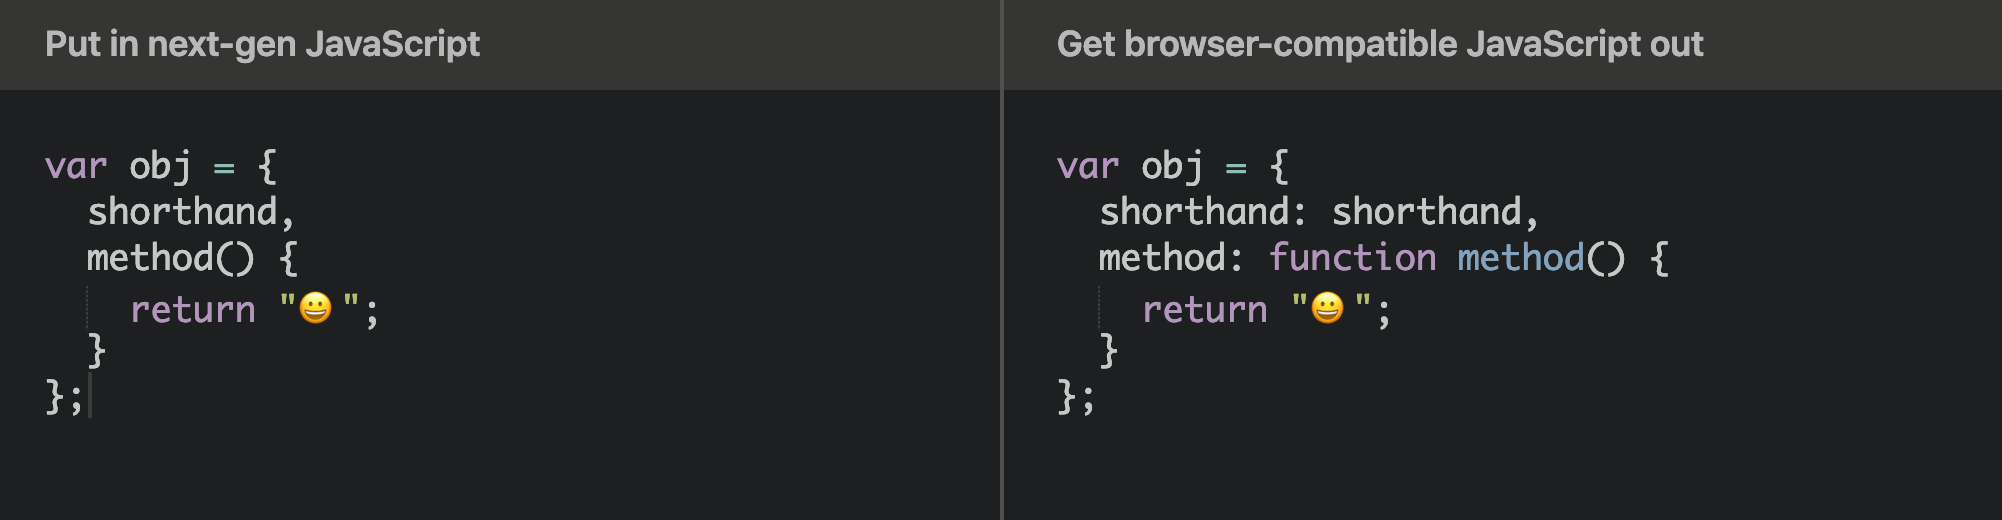 Put in next-gen JavaScript
var obj = {
  shorthand,
  method() {
    return "😀";
  }
};
Get browser-compatible JavaScript out
var obj = {
  shorthand: shorthand,
  method: function method() {
    return "😀";
  }
};